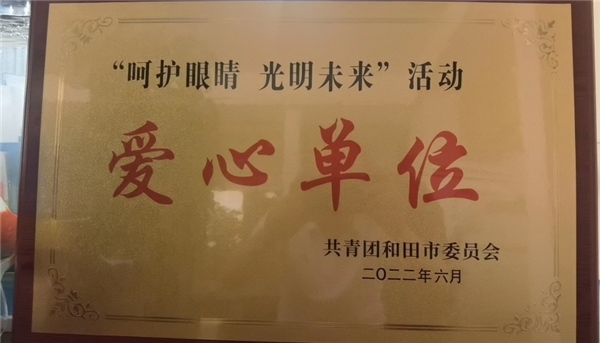 “呵护眼睛 光明未来”活动
爱心单位
共青团和田市委员会
二〇二二年六月